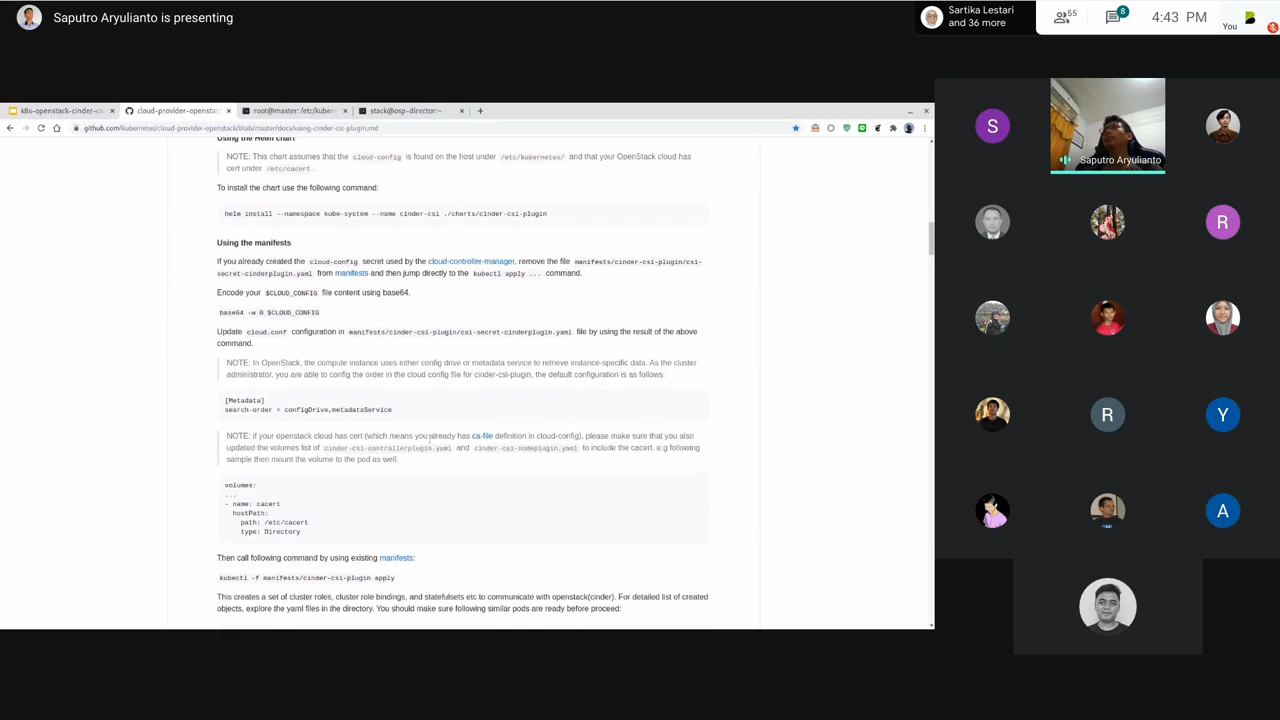 Saputro Aryulianto is presenting
Sartika Lestari
and 36 more
55
8
4:43 PM
You
k8s-openstack-cinder-cs
cloud-provider-openstac
root@master: /etc/kuber
stack@osp-director:~
github.com/kubernetes/cloud-provider-openstack/blob/master/docs/using-cinder-csi-plugin.md
Using the Helm chart
NOTE: This chart assumes that the cloud-config is found on the host under /etc/kubernetes/ and that your OpenStack cloud has
cert under /etc/cacert.
To install the chart use the following command:
helm install --namespace kube-system --name cinder-csi ./charts/cinder-csi-plugin
Using the manifests
If you already created the cloud-config secret used by the cloud-controller-manager, remove the file manifests/cinder-csi-plugin/csi-
secret-cinderplugin.yaml from manifests and then jump directly to the kubectl apply ... command.
Encode your $CLOUD_CONFIG file content using base64.
base64 -w 0 $CLOUD_CONFIG
Update cloud.conf configuration in manifests/cinder-csi-plugin/csi-secret-cinderplugin.yaml file by using the result of the above
command.
NOTE: In OpenStack, the compute instance uses either config drive or metadata service to retrieve instance-specific data. As the cluster
administrator, you are able to config the order in the cloud config file for cinder-csi-plugin, the default configuration is as follows:
[Metadata]
search-order = configDrive,metadataService
NOTE: if your openstack cloud has cert (which means you already has ca-file definition in cloud-config), please make sure that you also
updated the volumes list of cinder-csi-controllerplugin.yaml and cinder-csi-nodeplugin.yaml to include the cacert. e.g following
sample then mount the volume to the pod as well.
volumes:
...
- name: cacert
hostPath:
path: /etc/cacert
type: Directory
Then call following command by using existing manifests:
kubectl -f manifests/cinder-csi-plugin apply
This creates a set of cluster roles, cluster role bindings, and statefulsets etc to communicate with openstack(cinder). For detailed list of created
objects, explore the yaml files in the directory. You should make sure following similar pods are ready before proceed:
S
Saputro Aryulianto
R
R
Y
A